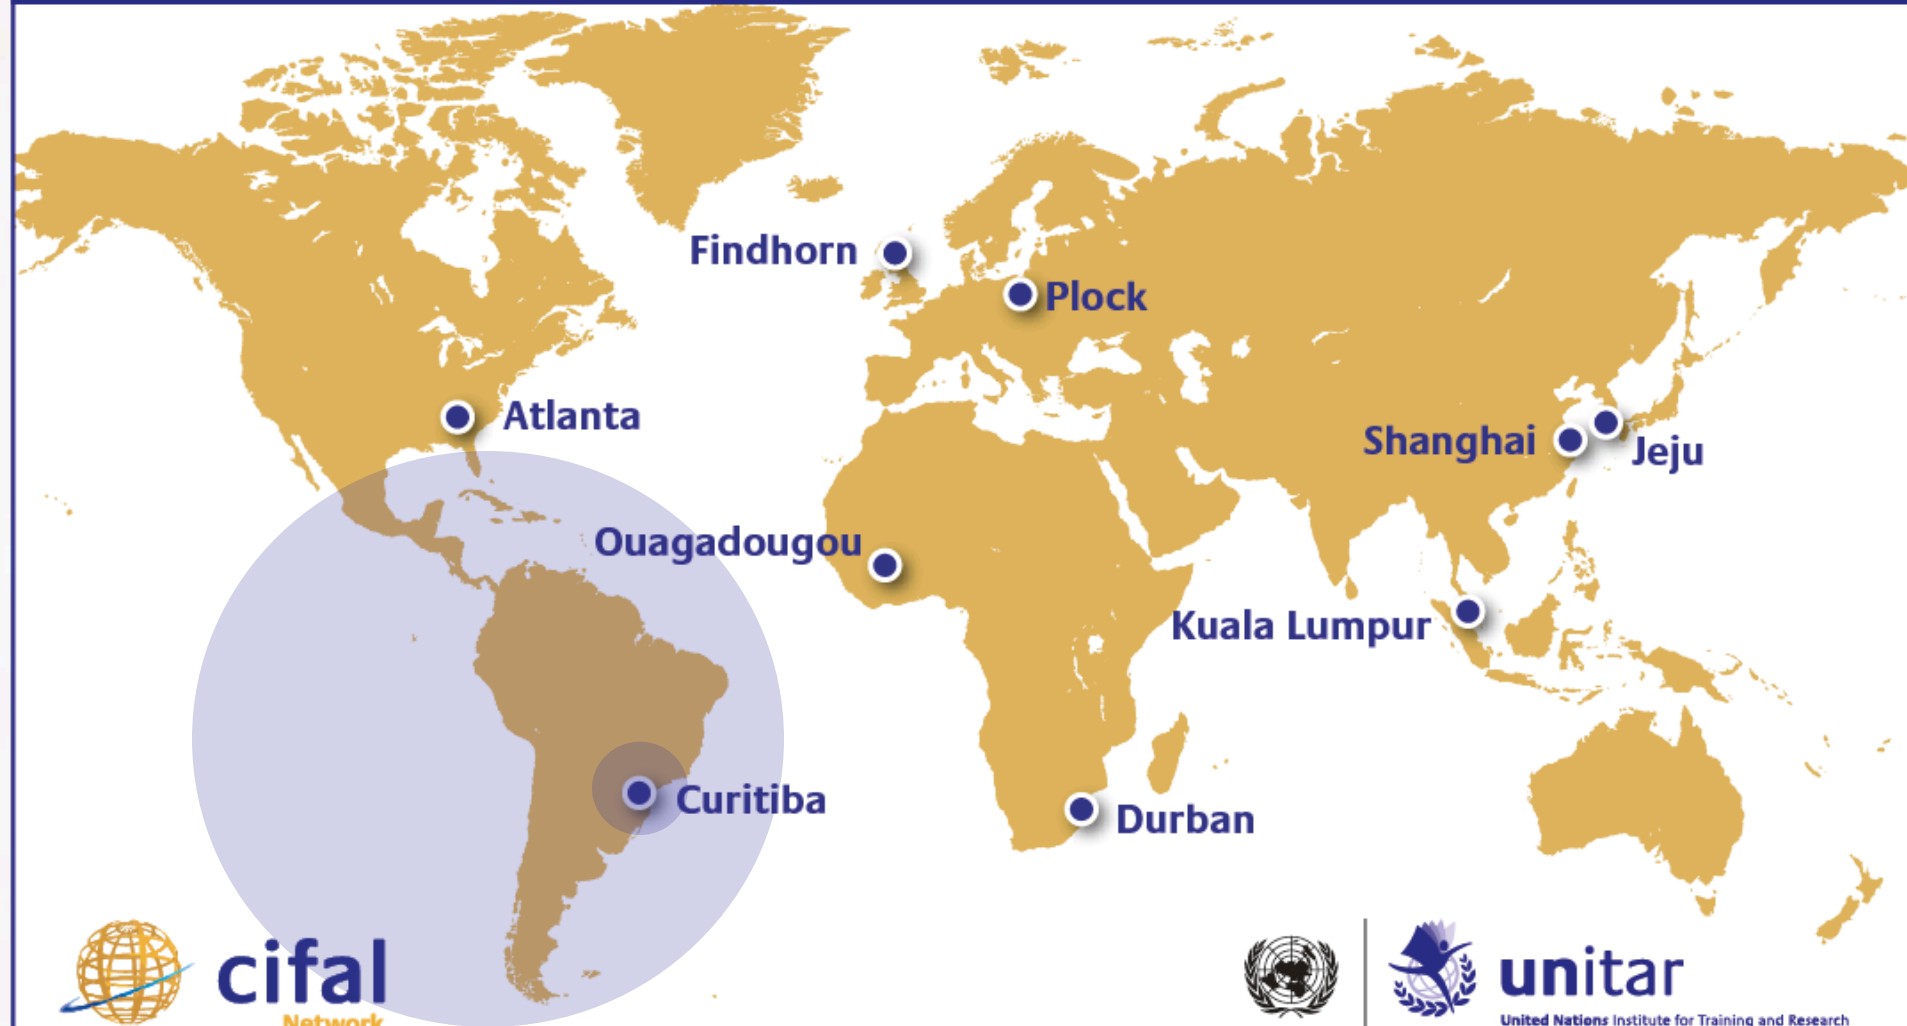 Findhorn
Plock
Atlanta
Shanghai
Jeju
Ouagadougou
Kuala Lumpur
Curitiba
Durban
cifal
Network
unitar
United Nations Institute for Training and Research